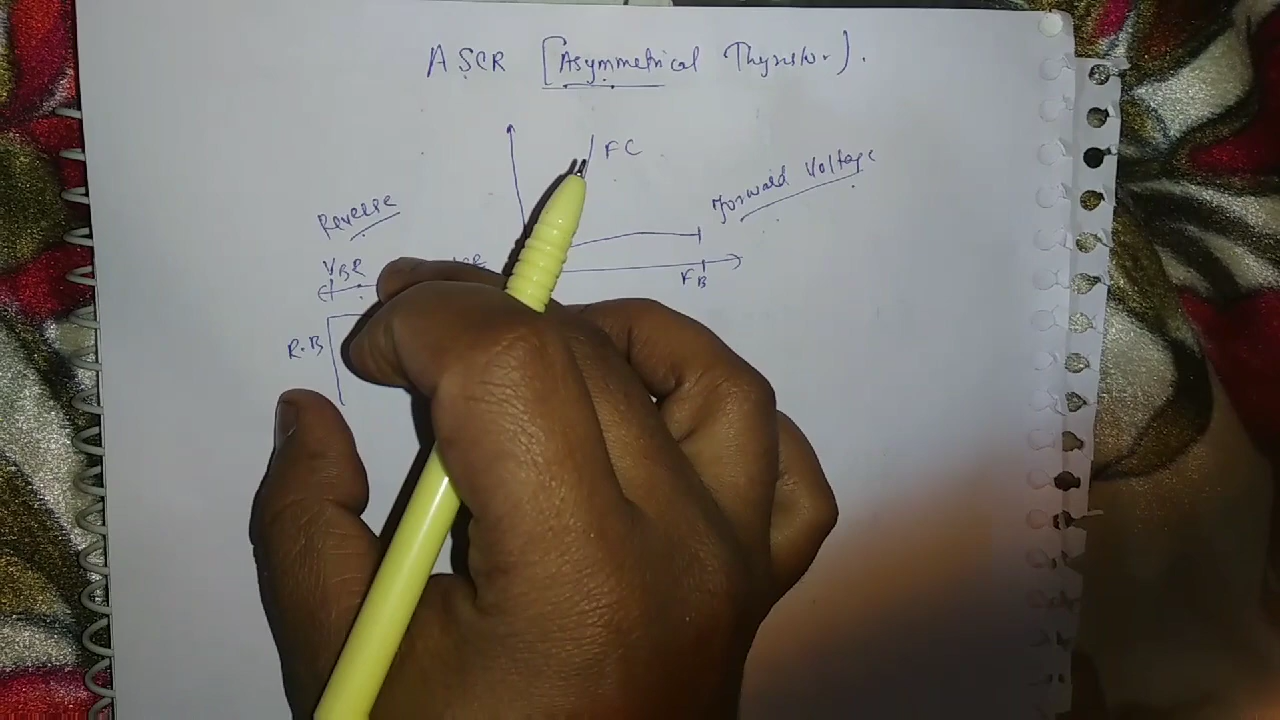 ASCR [Asymmetrical Thyristor).
FC
Forward Voltage
Reverse
VBR
FB
R.B